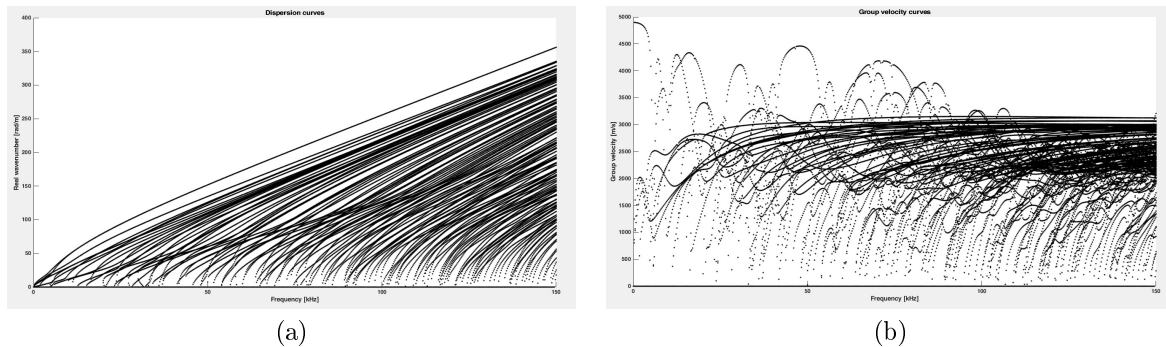 Dispersion curves
400
350
300
250
200
150
100
50
0
Real wavenumber [rad/m]
0 50 100 150
Frequency [kHz]
(a)
Group velocity curves
5000
4500
4000
3500
3000
2500
2000
1500
1000
500
0
Group velocity [m/s]
0 50 100 150
Frequency [kHz]
(b)